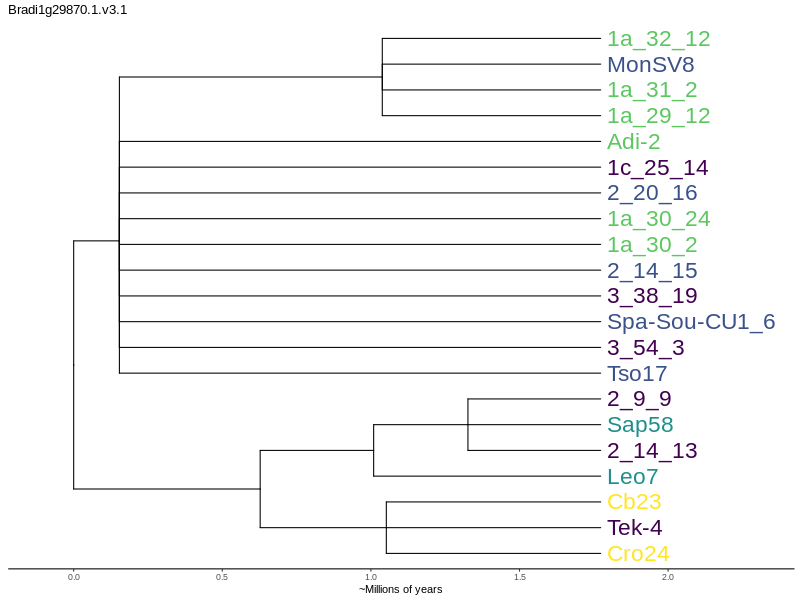 Bradi1g29870.1.v3.1
1a_32_12
MonSV8
1a_31_2
1a_29_12
Adi-2
1c_25_14
2_20_16
1a_30_24
1a_30_2
2_14_15
3_38_19
Spa-Sou-CU1_6
3_54_3
Tso17
2_9_9
Sap58
2_14_13
Leo7
Cb23
Tek-4
Cro24
0.0 0.5 1.0 1.5 2.0
~Millions of years